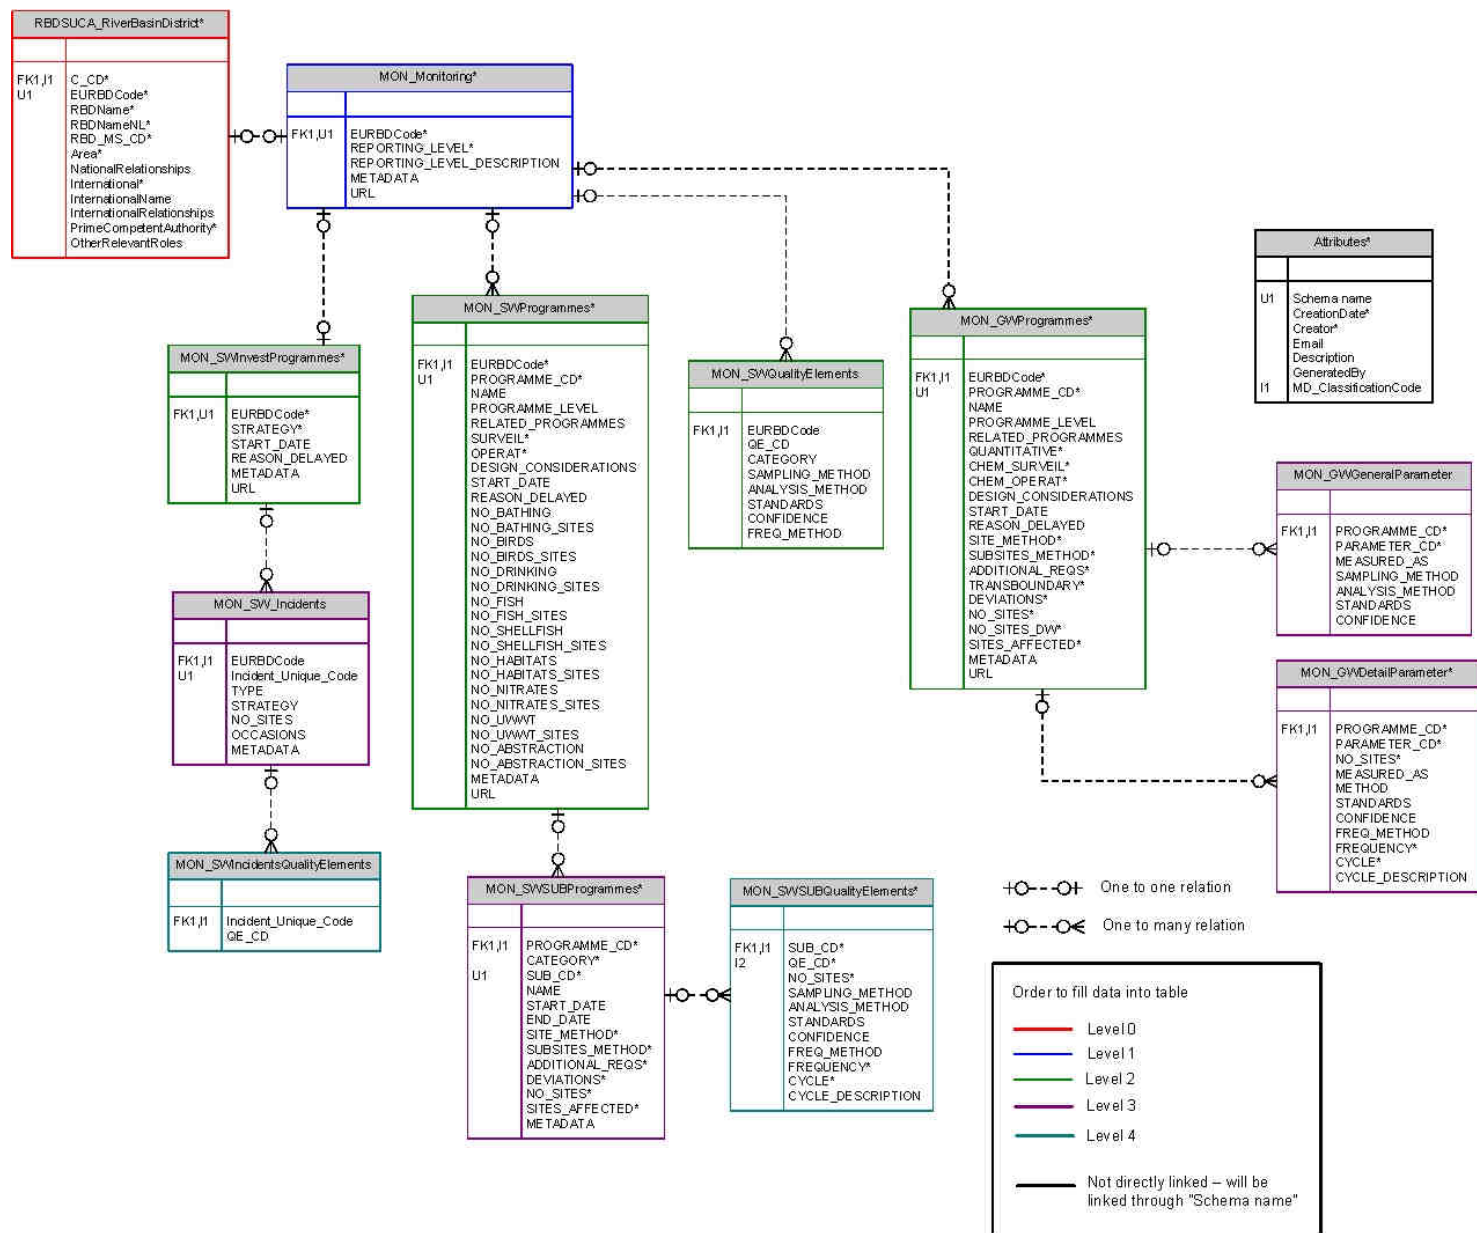 RBDSUCA_RiverBasinDistrict*
FK1,I1
C_CD*
U1
EURBDCode*
RBDName*
RBDNameNL*
RBD_MS_CD*
Area*
NationalRelationships
International*
InternationalName
InternationalRelationships
PrimeCompetentAuthority*
OtherRelevantRoles
MON_Monitoring*
FK1,U1
EURBDCode*
REPORTING_LEVEL*
REPORTING_LEVEL_DESCRIPTION
METADATA
URL
Attributes*
U1
Schema name
CreationDate*
Creator*
Email
Description
GeneratedBy
I1
MD_ClassificationCode
MON_SWInvestProgrammes*
FK1,U1
EURBDCode*
STRATEGY*
START_DATE
REASON_DELAYED
METADATA
URL
MON_SWProgrammes*
FK1,I1
EURBDCode*
U1
PROGRAMME_CD*
NAME
PROGRAMME_LEVEL
RELATED_PROGRAMMES
SURVEIL*
OPERAT*
DESIGN_CONSIDERATIONS
START_DATE
REASON_DELAYED
NO_BATHING
NO_BATHING_SITES
NO_BIRDS
NO_BIRDS_SITES
NO_DRINKING
NO_DRINKING_SITES
NO_FISH
NO_FISH_SITES
NO_SHELLFISH
NO_SHELLFISH_SITES
NO_HABITATS
NO_HABITATS_SITES
NO_NITRATES
NO_NITRATES_SITES
NO_UWWT
NO_UWWT_SITES
NO_ABSTRACTION
NO_ABSTRACTION_SITES
METADATA
URL
MON_SWQualityElements
FK1,I1
EURBDCode
QE_CD
CATEGORY
SAMPLING_METHOD
ANALYSIS_METHOD
STANDARDS
CONFIDENCE
FREQ_METHOD
MON_GWProgrammes*
FK1,I1
EURBDCode*
U1
PROGRAMME_CD*
NAME
PROGRAMME_LEVEL
RELATED_PROGRAMMES
QUANTITATIVE*
CHEM_SURVEIL*
CHEM_OPERAT*
DESIGN_CONSIDERATIONS
START_DATE
REASON_DELAYED
SITE_METHOD*
SUBSITES_METHOD*
ADDITIONAL_REQS*
TRANSBOUNDARY*
DEVIATIONS*
NO_SITES*
NO_SITES_DW*
SITES_AFFECTED*
METADATA
URL
MON_GWGeneralParameter
FK1,I1
PROGRAMME_CD*
PARAMETER_CD*
MEASURED_AS
SAMPLING_METHOD
ANALYSIS_METHOD
STANDARDS
CONFIDENCE
MON_GWDetailParameter*
FK1,I1
PROGRAMME_CD*
PARAMETER_CD*
NO_SITES*
MEASURED_AS
METHOD
STANDARDS
CONFIDENCE
FREQ_METHOD
FREQUENCY*
CYCLE*
CYCLE_DESCRIPTION
MON_SW_Incidents
FK1,I1
EURBDCode
U1
Incident_Unique_Code
TYPE
STRATEGY
NO_SITES
OCCASIONS
METADATA
MON_SWIncidentsQualityElements
FK1,I1
Incident_Unique_Code
QE_CD
MON_SWSUBProgrammes*
FK1,I1
PROGRAMME_CD*
CATEGORY*
U1
SUB_CD*
NAME
START_DATE
END_DATE
SITE_METHOD*
SUBSITES_METHOD*
ADDITIONAL_REQS*
DEVIATIONS*
NO_SITES*
SITES_AFFECTED*
METADATA
MON_SWSUBQualityElements*
FK1,I1
SUB_CD*
I2
QE_CD*
NO_SITES*
SAMPLING_METHOD
ANALYSIS_METHOD
STANDARDS
CONFIDENCE
FREQ_METHOD
FREQUENCY*
CYCLE*
CYCLE_DESCRIPTION
One to one relation
One to many relation
Order to fill data into table
Level 0
Level 1
Level 2
Level 3
Level 4
Not directly linked – will be
linked through "Schema name"